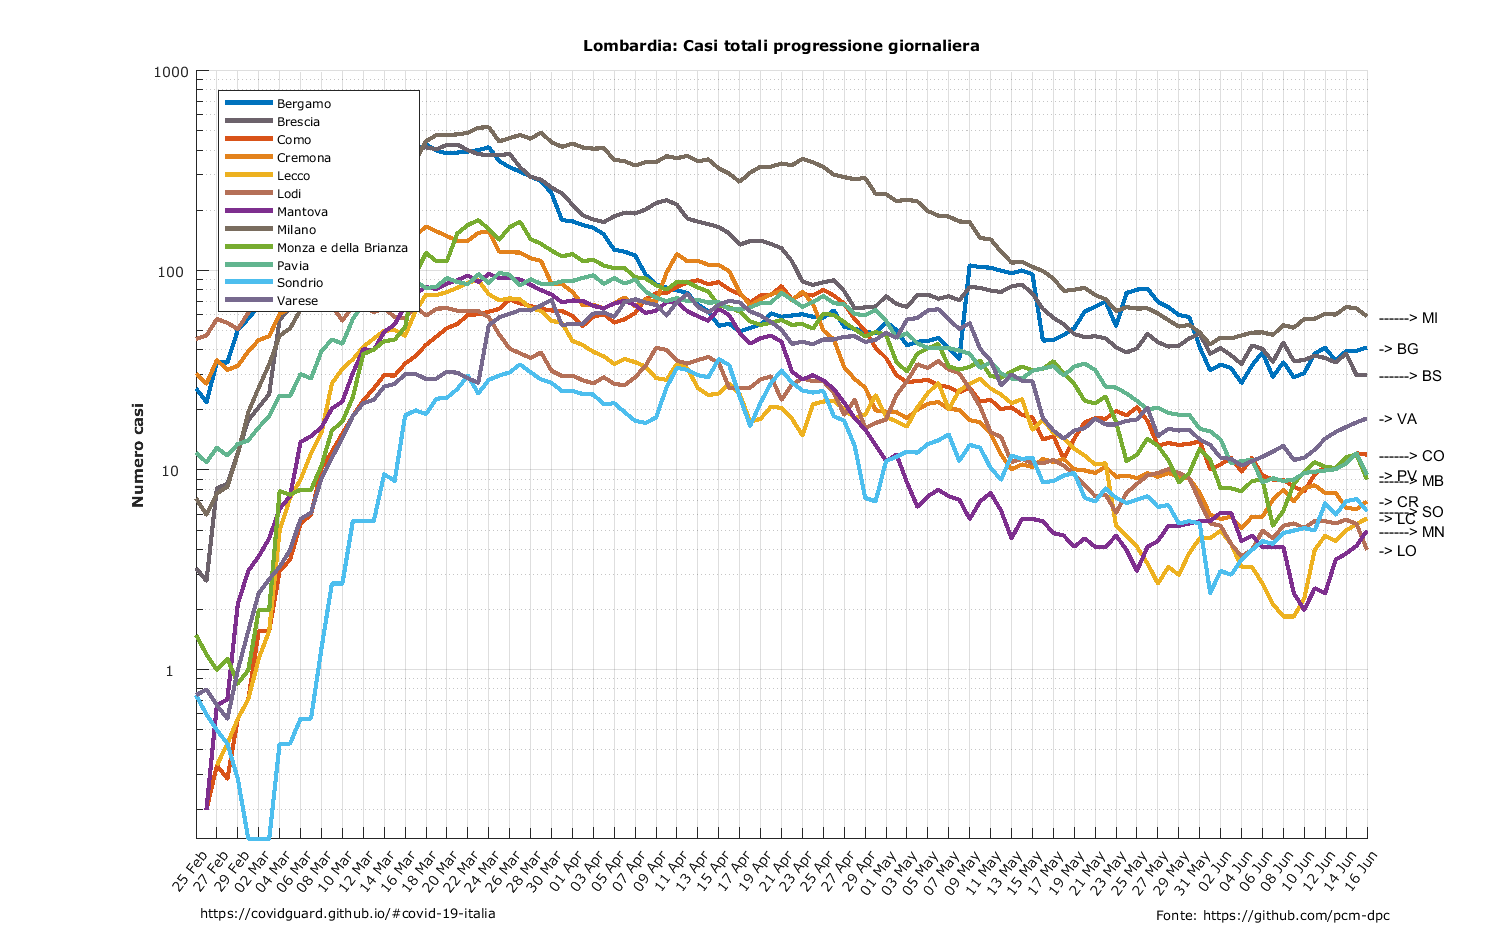 Lombardia: Casi totali progressione giornaliera
Numero casi
1000
100
10
1
Bergamo
Brescia
Como
Cremona
Lecco
Lodi
Mantova
Milano
Monza e della Brianza
Pavia
Sondrio
Varese
------> MI
-> BG
------> BS
-> VA
------> CO
-> PV
------> MB
-> CR
------> SO
-> LC
------> MN
-> LO
25 Feb
27 Feb
29 Feb
02 Mar
04 Mar
06 Mar
08 Mar
10 Mar
12 Mar
14 Mar
16 Mar
18 Mar
20 Mar
22 Mar
24 Mar
26 Mar
28 Mar
30 Mar
01 Apr
03 Apr
05 Apr
07 Apr
09 Apr
11 Apr
13 Apr
15 Apr
17 Apr
19 Apr
21 Apr
23 Apr
25 Apr
27 Apr
29 Apr
01 May
03 May
05 May
07 May
09 May
11 May
13 May
15 May
17 May
19 May
21 May
23 May
25 May
27 May
29 May
31 May
02 Jun
04 Jun
06 Jun
08 Jun
10 Jun
12 Jun
14 Jun
16 Jun
https://covidguard.github.io/#covid-19-italia
Fonte: https://github.com/pcm-dpc